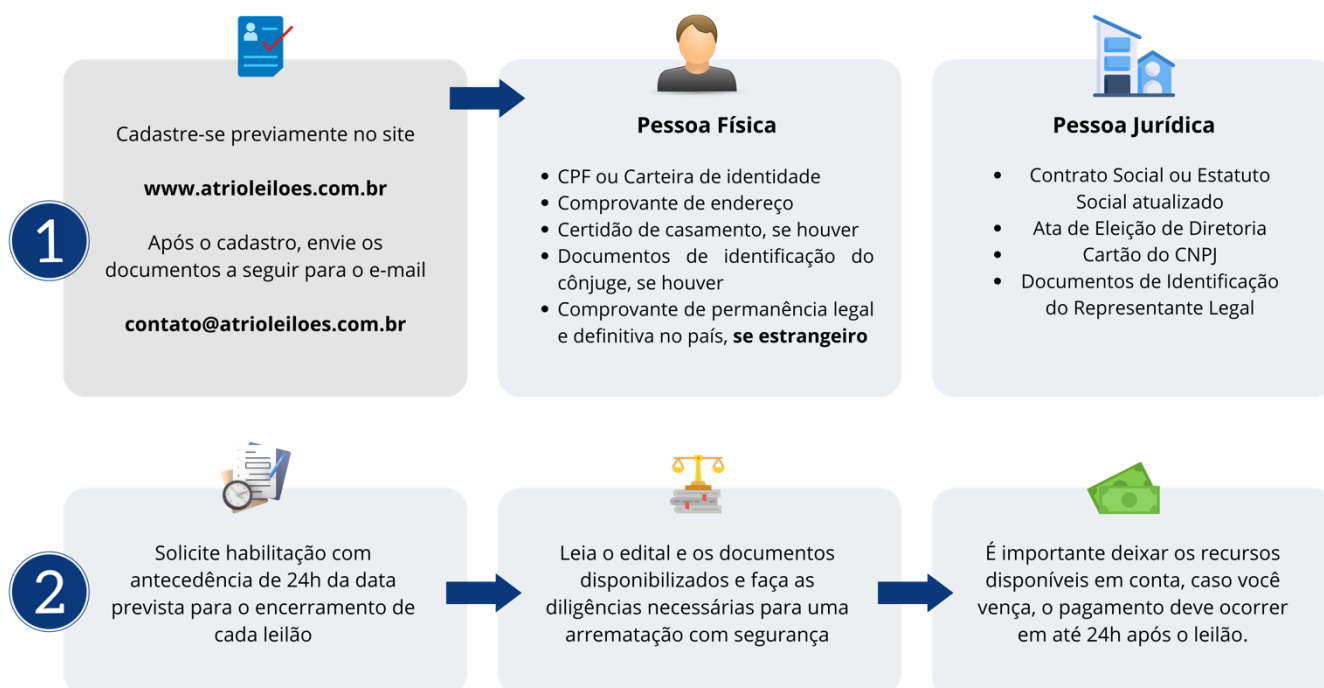 1
Cadastre-se previamente no site
www.atrioleiloes.com.br
Após o cadastro, envie os
documentos a seguir para o e-mail
contato@atrioleiloes.com.br
Pessoa Física
• CPF ou Carteira de identidade
• Comprovante de endereço
• Certidão de casamento, se houver
• Documentos de identificação do
cônjuge, se houver
• Comprovante de permanência legal
e definitiva no país, se estrangeiro
Pessoa Jurídica
• Contrato Social ou Estatuto
Social atualizado
• Ata de Eleição de Diretoria
• Cartão do CNPJ
• Documentos de Identificação
do Representante Legal
2
Solicite habilitação com
antecedência de 24h da data
prevista para o encerramento de
cada leilão
Leia o edital e os documentos
disponibilizados e faça as
diligências necessárias para uma
arrematação com segurança
É importante deixar os recursos
disponíveis em conta, caso você
vença, o pagamento deve ocorrer
em até 24h após o leilão.